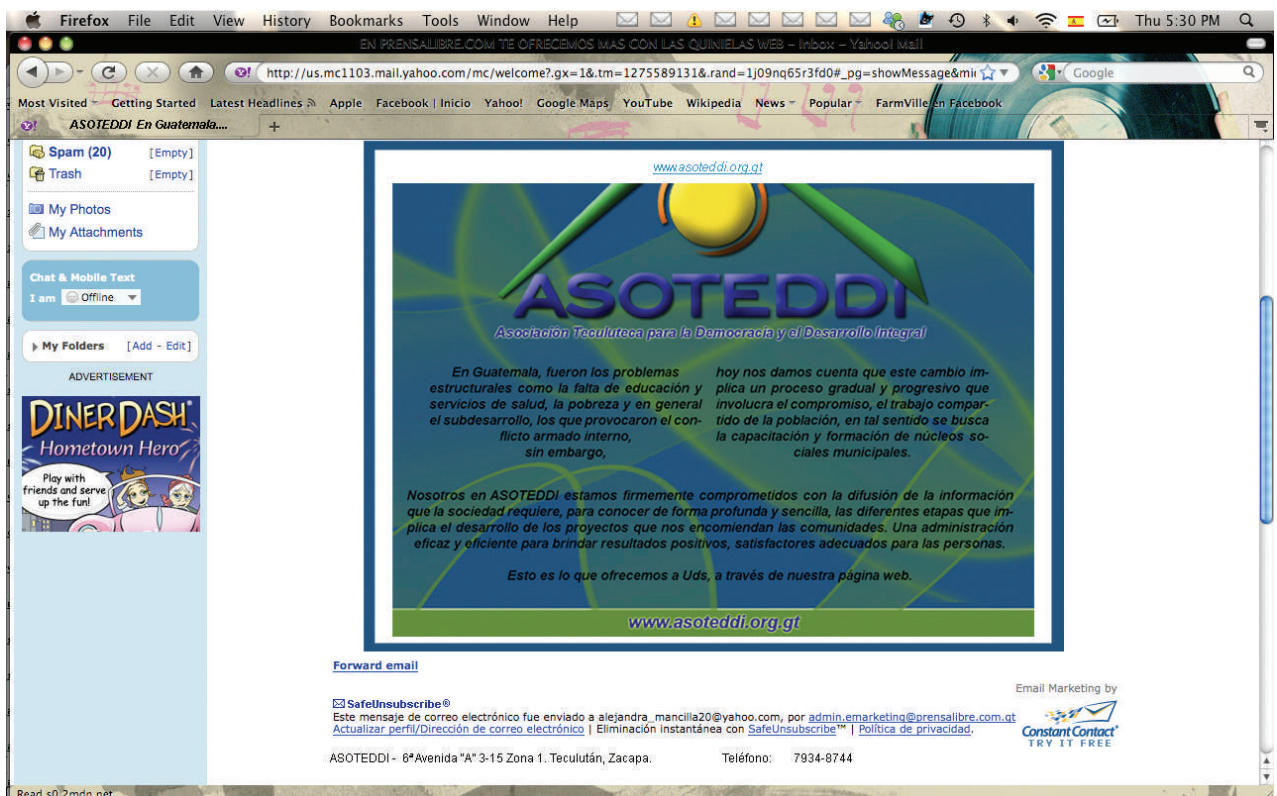 Firefox File Edit View History Bookmarks Tools Window Help Thu 5:30 PM
EN PRENSALIBRE.COM TE OFRECEMOS MAS CON LAS QUINIELAS WEB – Inbox – Yahoo! Mail
http://us.mc1103.mail.yahoo.com/mc/welcome?.gx=1&.tm=1275589131&.rand=1j09nq65r3fd0#_pg=showMessage&mi Google
Most Visited Getting Started Latest Headlines Apple Facebook | Inicio Yahoo! Google Maps YouTube Wikipedia News Popular FarmVille en Facebook
ASOTEDDI En Guatemala.... +
Spam (20) [Empty]
Trash [Empty]
My Photos
My Attachments
Chat & Mobile Text
I am Offline
My Folders [Add - Edit]
ADVERTISEMENT
DINER DASH
Hometown Hero
Play with
friends and serve
up the fun!
www.asoteddi.org.gt
ASOTEDDI
Asociación Teculuteca para la Democracia y el Desarrollo Integral
En Guatemala, fueron los problemas
estructurales como la falta de educación y
servicios de salud, la pobreza y en general
el subdesarrollo, los que provocaron el con-
flicto armado interno,
sin embargo,
hoy nos damos cuenta que este cambio im-
plica un proceso gradual y progresivo que
involucra el compromiso, el trabajo compar-
tido de la población, en tal sentido se busca
la capacitación y formación de núcleos so-
ciales municipales.
Nosotros en ASOTEDDI estamos firmemente comprometidos con la difusión de la información
que la sociedad requiere, para conocer de forma profunda y sencilla, las diferentes etapas que im-
plica el desarrollo de los proyectos que nos encomiendan las comunidades. Una administración
eficaz y eficiente para brindar resultados positivos, satisfactores adecuados para las personas.
Esto es lo que ofrecemos a Uds, a través de nuestra página web.
www.asoteddi.org.gt
Forward email
Email Marketing by
SafeUnsubscribe®
Este mensaje de correo electrónico fue enviado a alejandra_mancilla20@yahoo.com, por admin.emarketing@prensalibre.com.gt
Actualizar perfil/Dirección de correo electrónico | Eliminación instantánea con SafeUnsubscribe™ | Política de privacidad.
Constant Contact
TRY IT FREE
ASOTEDDI - 6ª Avenida "A" 3-15 Zona 1. Teculután, Zacapa. Teléfono: 7934-8744
Read s0.2mdn.net